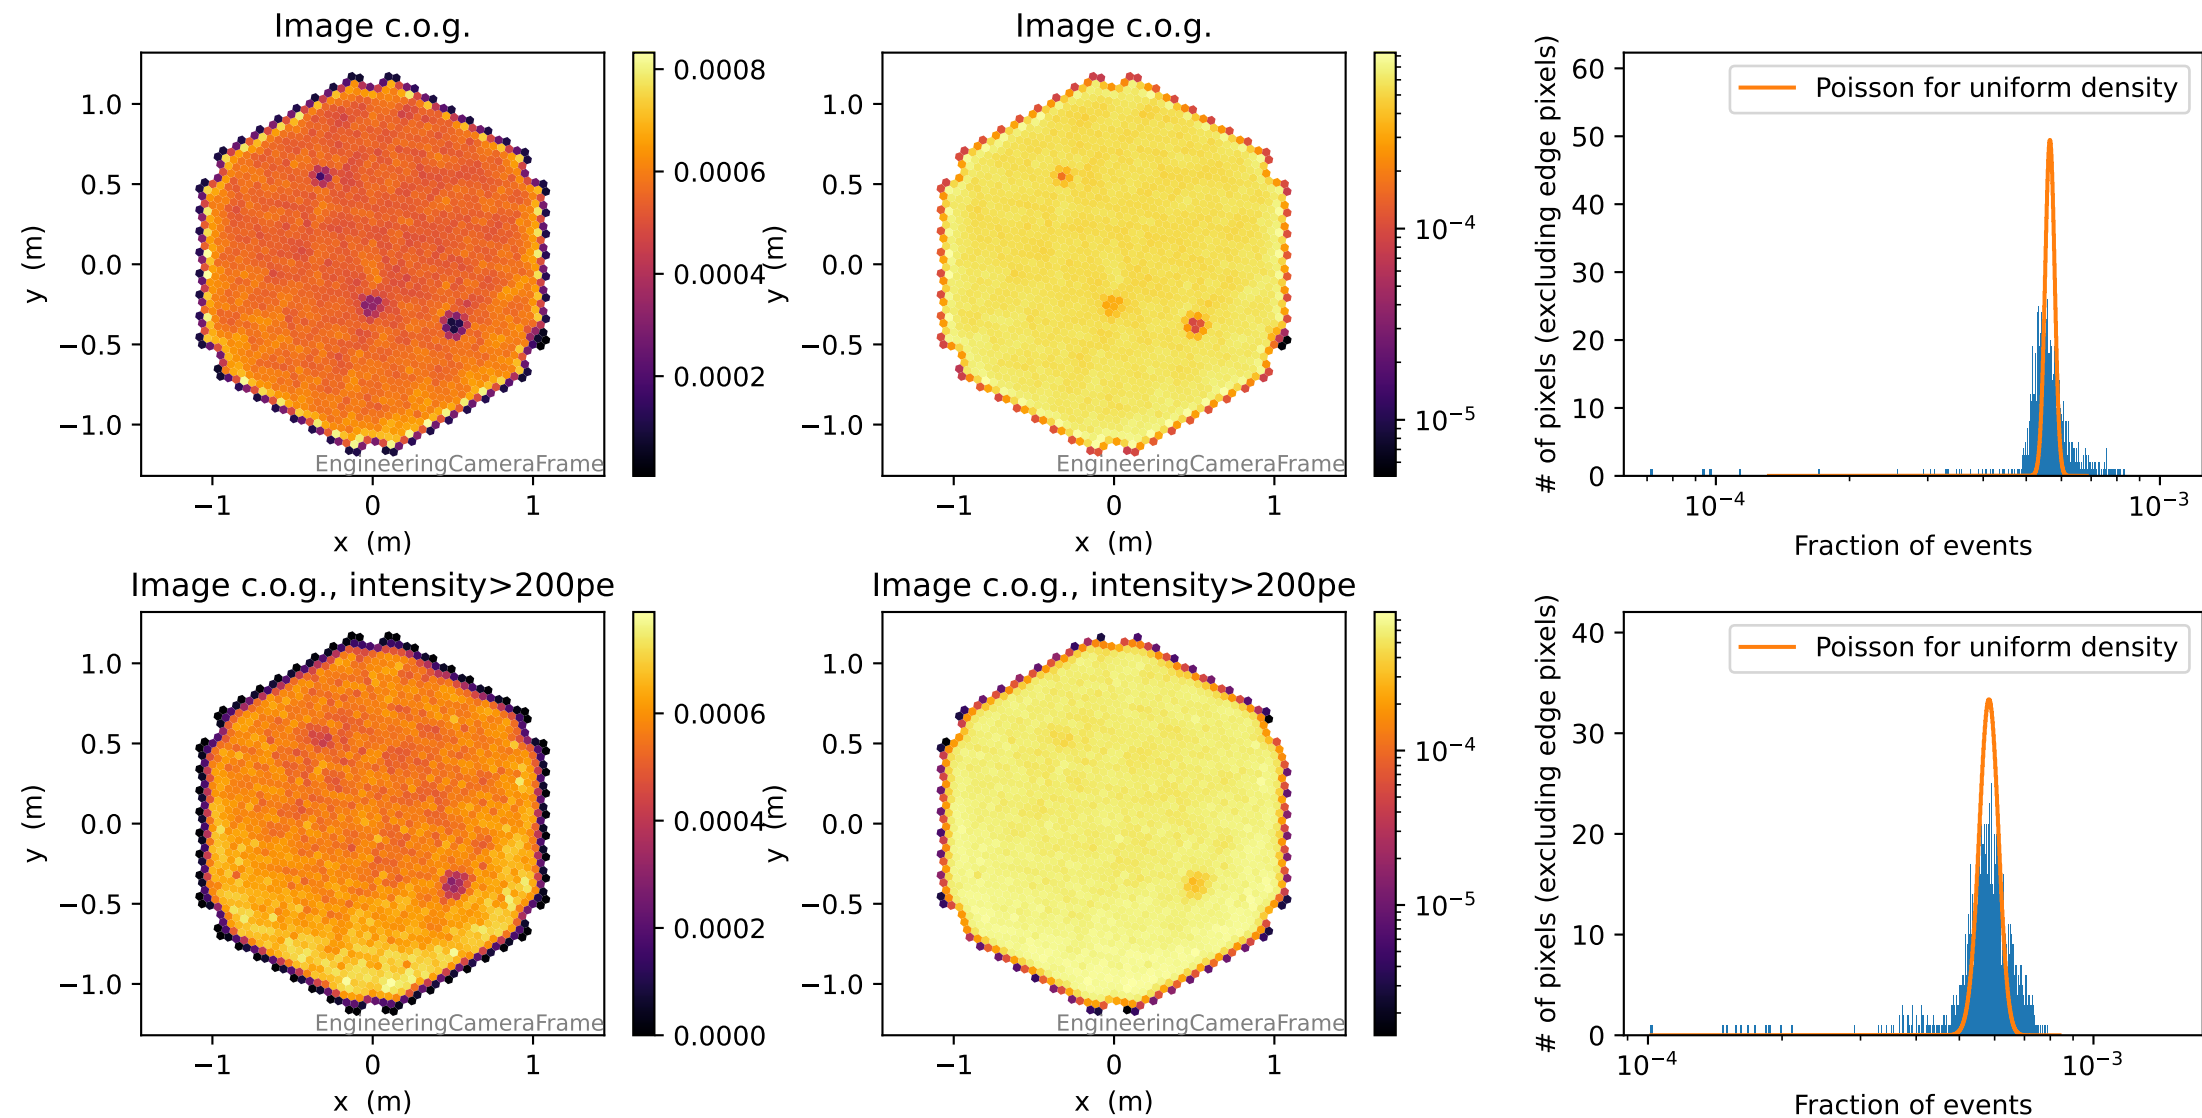 Image c.o.g.
1.0
0.5
0.0
−0.5
−1.0
y (m)
−1
0
1
x (m)
EngineeringCameraFrame
0.0008
0.0006
0.0004
0.0002
Image c.o.g.
1.0
0.5
0.0
−0.5
−1.0
y (m)
−1
0
1
x (m)
EngineeringCameraFrame
10⁻⁴
10⁻⁵
# of pixels (excluding edge pixels)
60
50
40
30
20
10
0
Poisson for uniform density
10⁻⁴
10⁻³
Fraction of events
Image c.o.g., intensity>200pe
1.0
0.5
0.0
−0.5
−1.0
y (m)
−1
0
1
x (m)
EngineeringCameraFrame
0.0006
0.0004
0.0002
0.0000
Image c.o.g., intensity>200pe
1.0
0.5
0.0
−0.5
−1.0
y (m)
−1
0
1
x (m)
EngineeringCameraFrame
10⁻⁴
10⁻⁵
# of pixels (excluding edge pixels)
40
30
20
10
0
Poisson for uniform density
10⁻⁴
10⁻³
Fraction of events